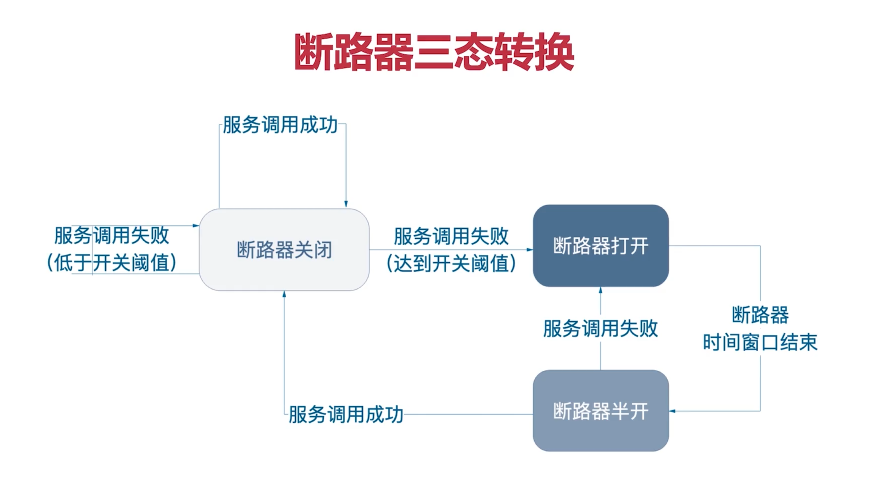 断路器三态转换
服务调用成功
服务调用失败
(低于开关阈值)
断路器关闭
服务调用失败
(达到开关阈值)
断路器打开
断路器
时间窗口结束
服务调用失败
服务调用成功
断路器半开